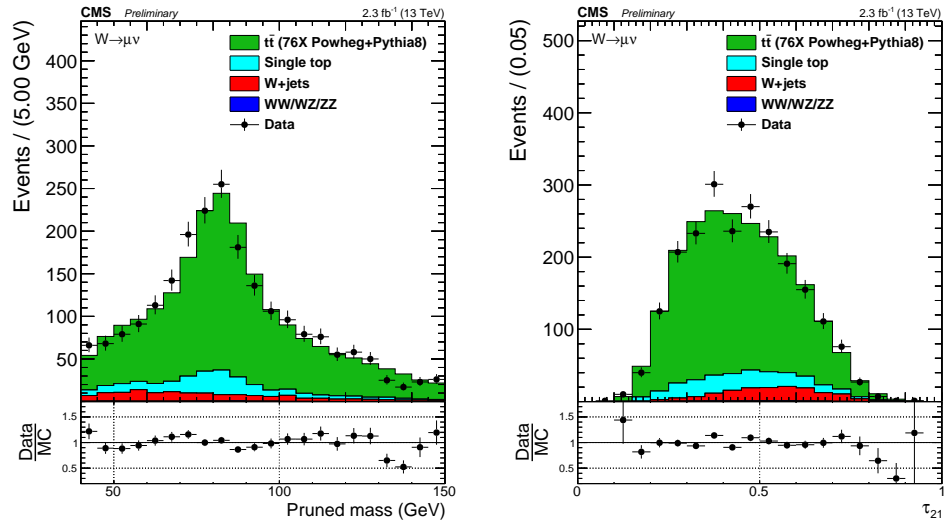 CMS Preliminary 2.3 fb⁻¹ (13 TeV)
W→μν
tt̄ (76X Powheg+Pythia8)
Single top
W+jets
WW/WZ/ZZ
Data
Events / (5.00 GeV)
400
350
300
250
200
150
100
50
Data
MC
1.5
1
0.5
50 100 150
Pruned mass (GeV)
CMS Preliminary 2.3 fb⁻¹ (13 TeV)
W→μν
tt̄ (76X Powheg+Pythia8)
Single top
W+jets
WW/WZ/ZZ
Data
Events / (0.05)
500
400
300
200
100
Data
MC
1.5
1
0.5
0 0.5 1
τ₂₁